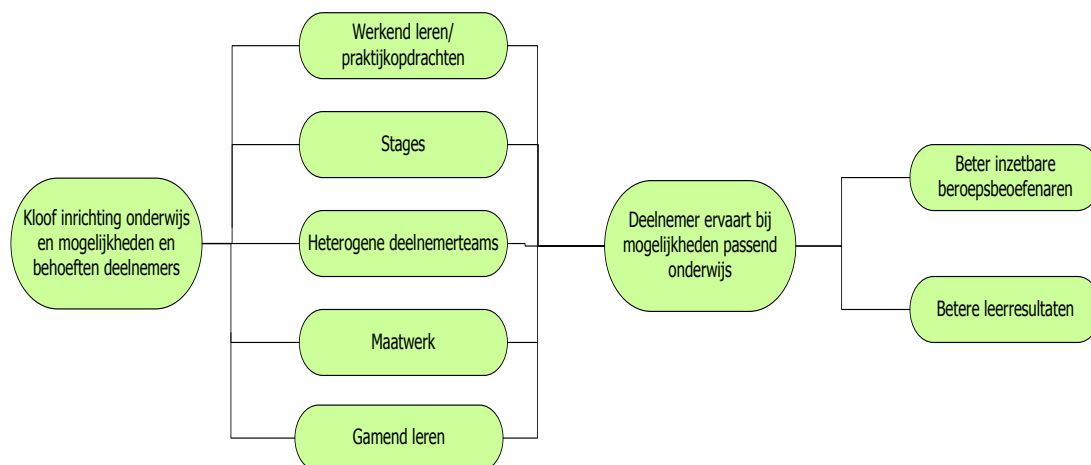 Kloof inrichting onderwijs
en mogelijkheden en
behoeften deelnemers
Werkend leren/
praktijkopdrachten
Stages
Heterogene deelnemerteams
Maatwerk
Gamend leren
Deelnemer ervaart bij
mogelijkheden passend
onderwijs
Beter inzetbare
beroepsbeoefenaren
Betere leerresultaten